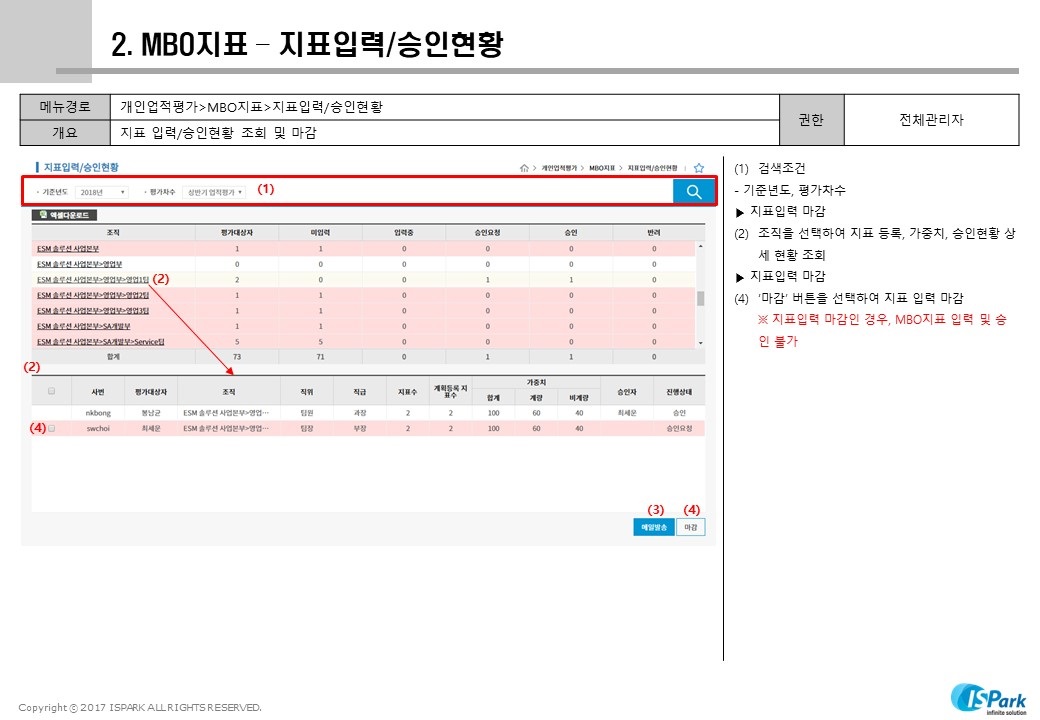 2. MBO지표 – 지표입력/승인현황
메뉴경로 개인업적평가>MBO지표>지표입력/승인현황 권한 전체관리자
개요 지표 입력/승인현황 조회 및 마감
지표입력/승인현황
개인업적평가 > MBO지표 > 지표입력/승인현황
기준년도 2018년 평가차수 상반기 업적평가 (1)
엑셀다운로드
조직 평가대상자 미입력 입력중 승인요청 승인 반려
ESM 솔루션 사업본부 1 1 0 0 0 0
ESM 솔루션 사업본부>영업부 0 0 0 0 0 0
ESM 솔루션 사업본부>영업부>영업1팀 (2) 2 0 0 1 1 0
ESM 솔루션 사업본부>영업부>영업2팀 1 1 0 0 0 0
ESM 솔루션 사업본부>영업부>영업3팀 1 1 0 0 0 0
ESM 솔루션 사업본부>SA개발부 1 1 0 0 0 0
ESM 솔루션 사업본부>SA개발부>Service팀 5 5 0 0 0 0
합계 73 71 0 1 1 0
(2)
사번 평가대상자 조직 직위 직급 지표수 계획등록 지표수 가중치 승인자 진행상태
합계 계량 비계량
nkbong 봉남균 ESM 솔루션 사업본부>영업··· 팀원 과장 2 2 100 60 40 최세운 승인
(4) swchoi 최세운 ESM 솔루션 사업본부>영업··· 팀장 부장 2 2 100 60 40 승인요청
(3) (4)
메일발송 마감
(1) 검색조건
- 기준년도, 평가차수
▶ 지표입력 마감
(2) 조직을 선택하여 지표 등록, 가중치, 승인현황 상
세 현황 조회
▶ 지표입력 마감
(4) ‘마감’ 버튼을 선택하여 지표 입력 마감
※ 지표입력 마감인 경우, MBO지표 입력 및 승
인 불가
Copyright ⓒ 2017 ISPARK ALL RIGHTS RESERVED.
ISPark
infinite solution